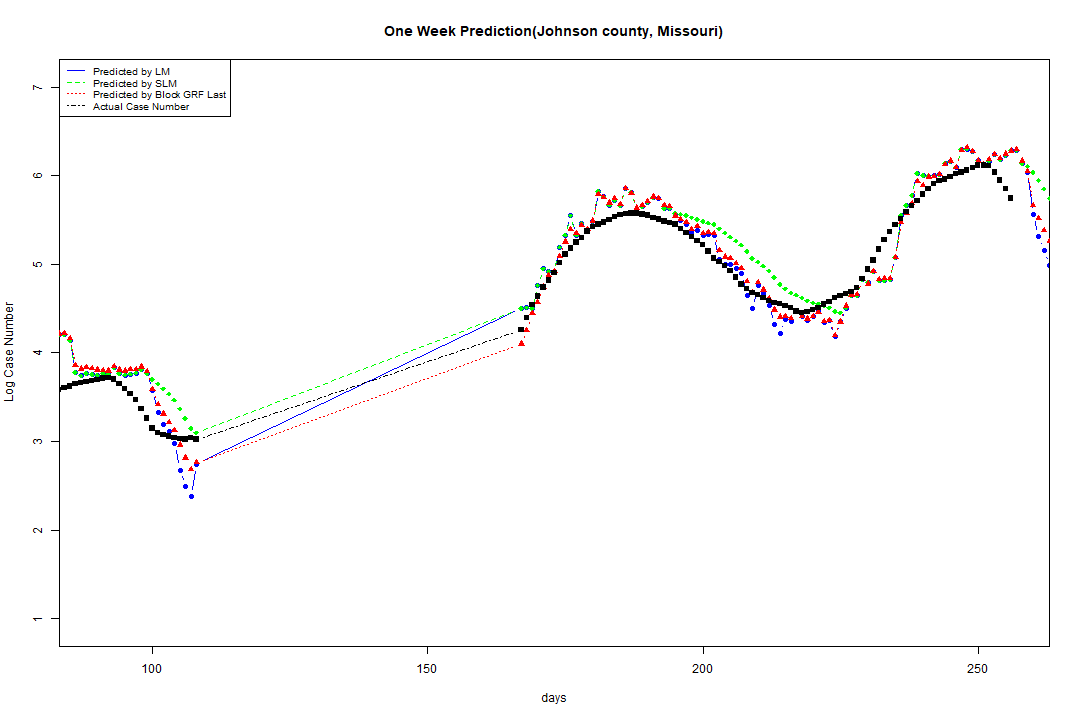 One Week Prediction(Johnson county, Missouri)
Predicted by LM
Predicted by SLM
Predicted by Block GRF Last
Actual Case Number
7
6
5
4
3
2
1
Log Case Number
100 150 200 250
days